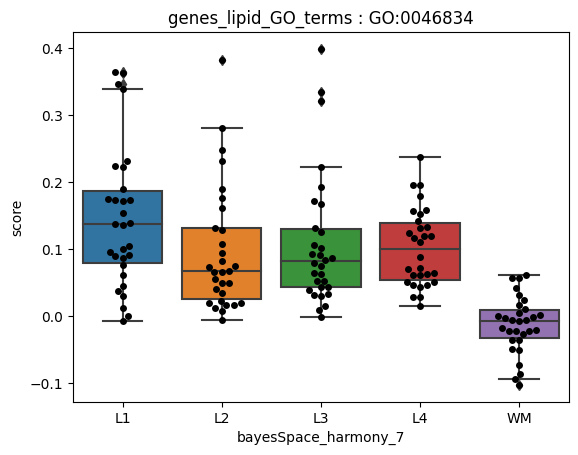 genes_lipid_GO_terms : GO:0046834
0.4
0.3
0.2
0.1
0.0
−0.1
score
L1 L2 L3 L4 WM
bayesSpace_harmony_7